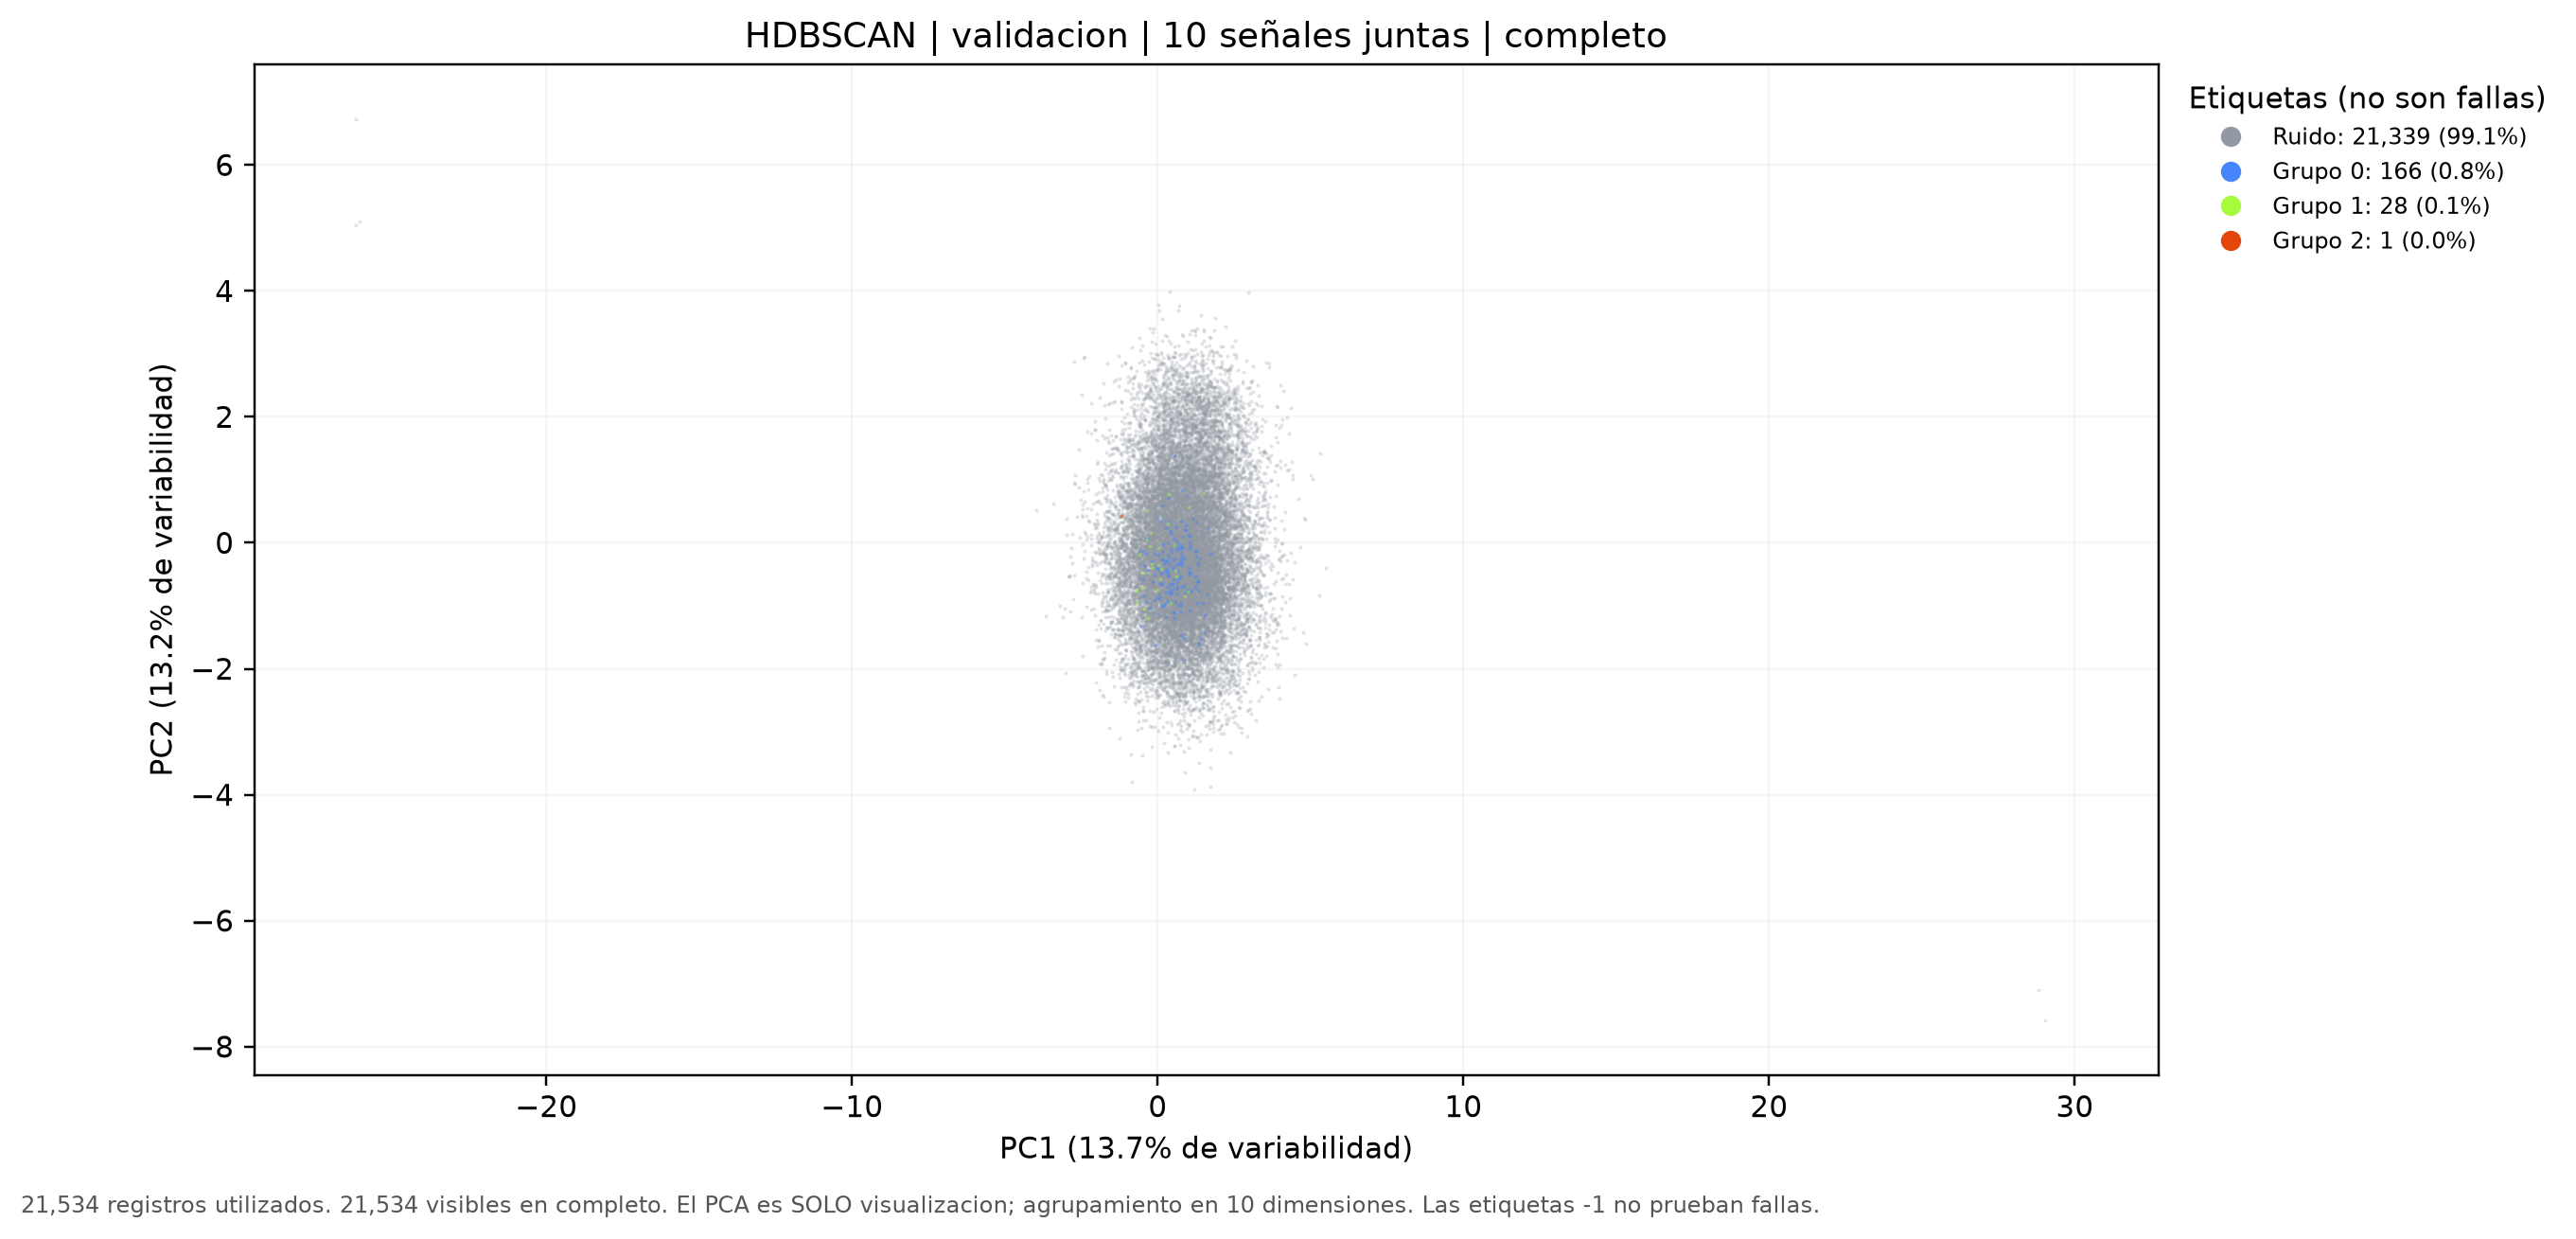 HDBSCAN | validacion | 10 señales juntas | completo
Etiquetas (no son fallas)
Ruido: 21,339 (99.1%)
Grupo 0: 166 (0.8%)
Grupo 1: 28 (0.1%)
Grupo 2: 1 (0.0%)
PC2 (13.2% de variabilidad)
6
4
2
0
−2
−4
−6
−8
−20
−10
0
10
20
30
PC1 (13.7% de variabilidad)
21,534 registros utilizados. 21,534 visibles en completo. El PCA es SOLO visualizacion; agrupamiento en 10 dimensiones. Las etiquetas -1 no prueban fallas.